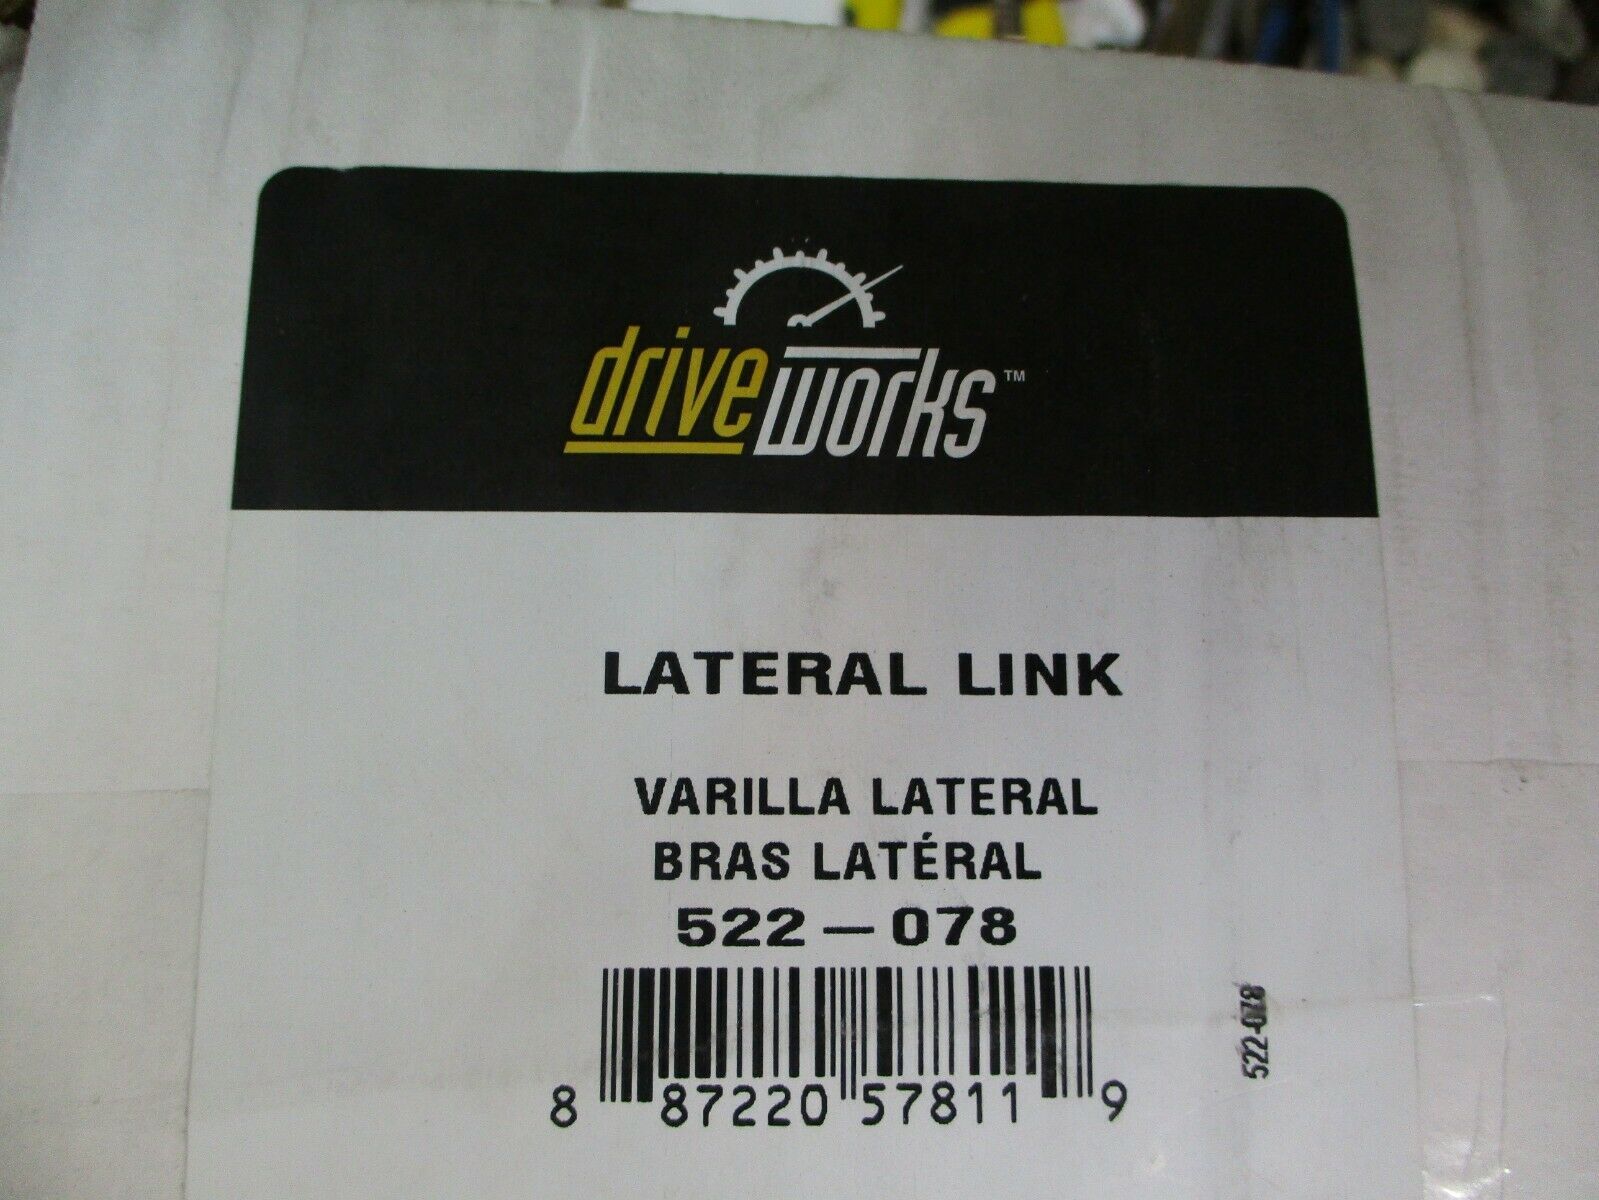 driveworks™
LATERAL LINK
VARILLA LATERAL
BRAS LATÉRAL
522-078
8 87220 57811 9
522-078